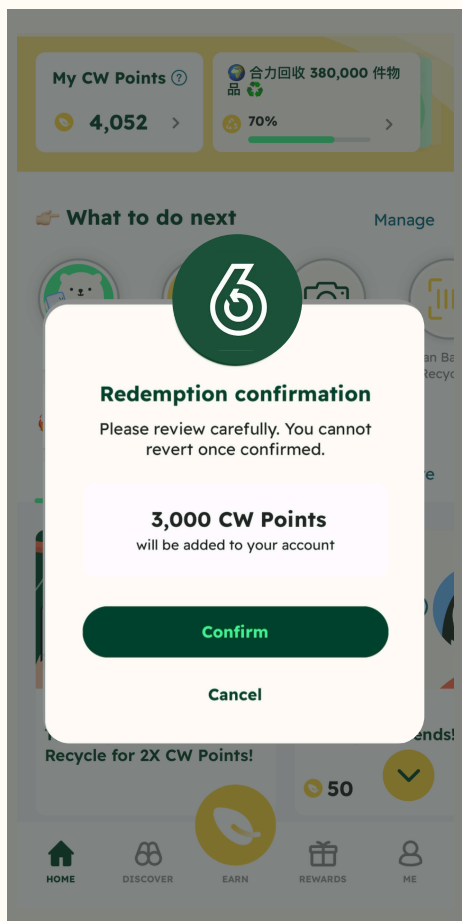 My CW Points ?
4,052
🌍 合力回收 380,000 件物
品 ♻️
70%
👉🏻 What to do next
Manage
Redemption confirmation
Please review carefully. You cannot
revert once confirmed.
3,000 CW Points
will be added to your account
Confirm
Cancel
Recycle for 2X CW Points!
50
HOME
DISCOVER
EARN
REWARDS
ME